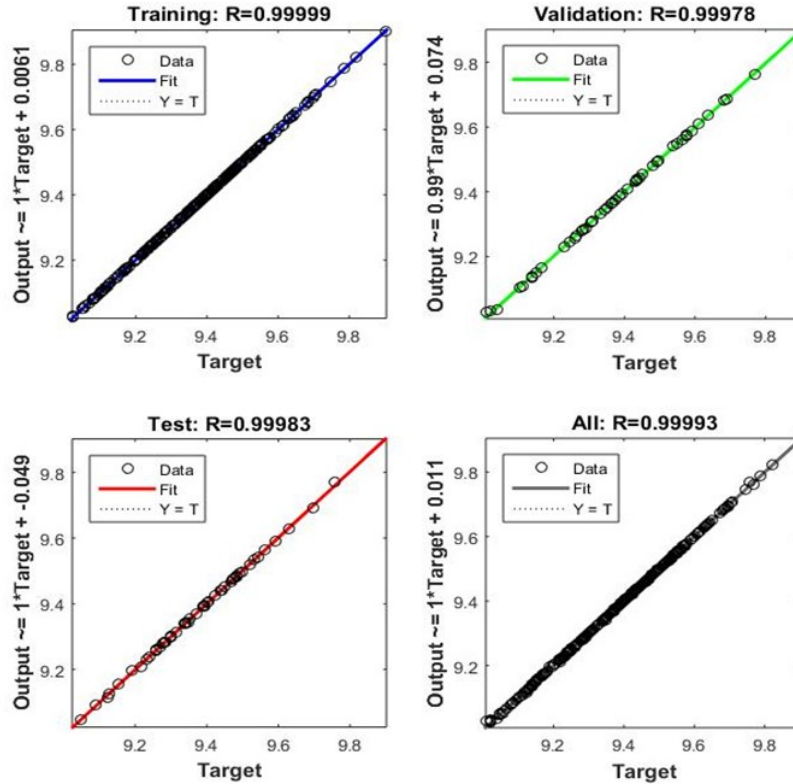 Training: R=0.99999
Output ~= 1*Target + 0.0061
Data
Fit
Y = T
9.8
9.6
9.4
9.2
9.2 9.4 9.6 9.8
Target
Validation: R=0.99978
Output ~= 0.99*Target + 0.074
Data
Fit
Y = T
9.8
9.6
9.4
9.2
9.2 9.4 9.6 9.8
Target
Test: R=0.99983
Output ~= 1*Target + -0.049
Data
Fit
Y = T
9.8
9.6
9.4
9.2
9.2 9.4 9.6 9.8
Target
All: R=0.99993
Output ~= 1*Target + 0.011
Data
Fit
Y = T
9.8
9.6
9.4
9.2
9.2 9.4 9.6 9.8
Target